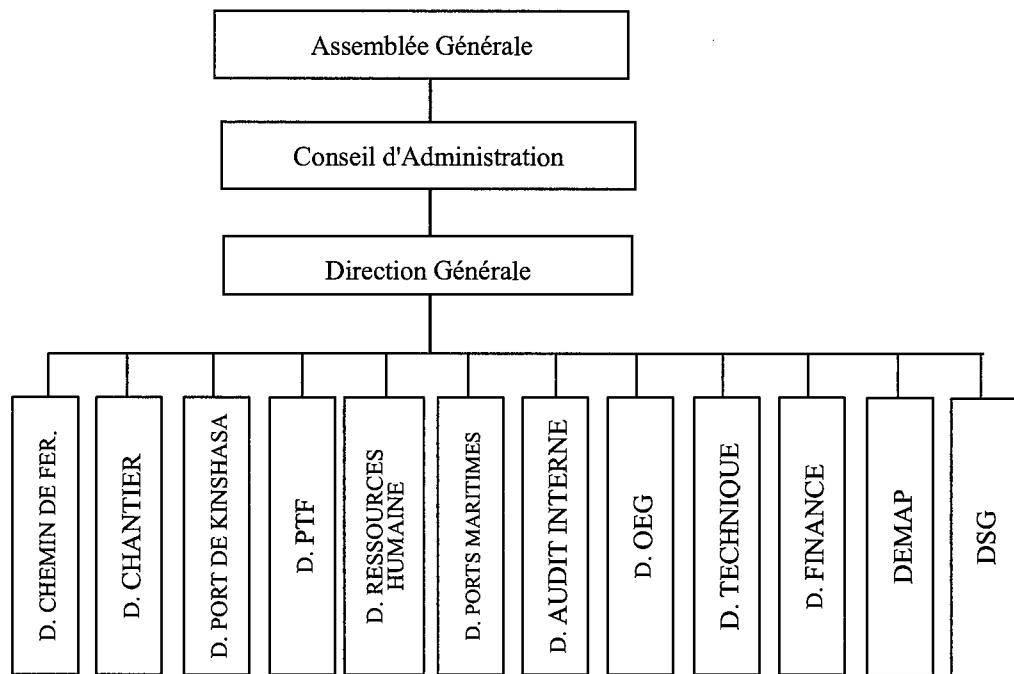 Assemblée Générale
Conseil d'Administration
Direction Générale
D. CHEMIN DE FER.
D. CHANTIER
D. PORT DE KINSHASA
D. PTF
D. RESSOURCES
HUMAINE
D. PORTS MARITIMES
D. AUDIT INTERNE
D. OEG
D. TECHNIQUE
D. FINANCE
DEMAP
DSG